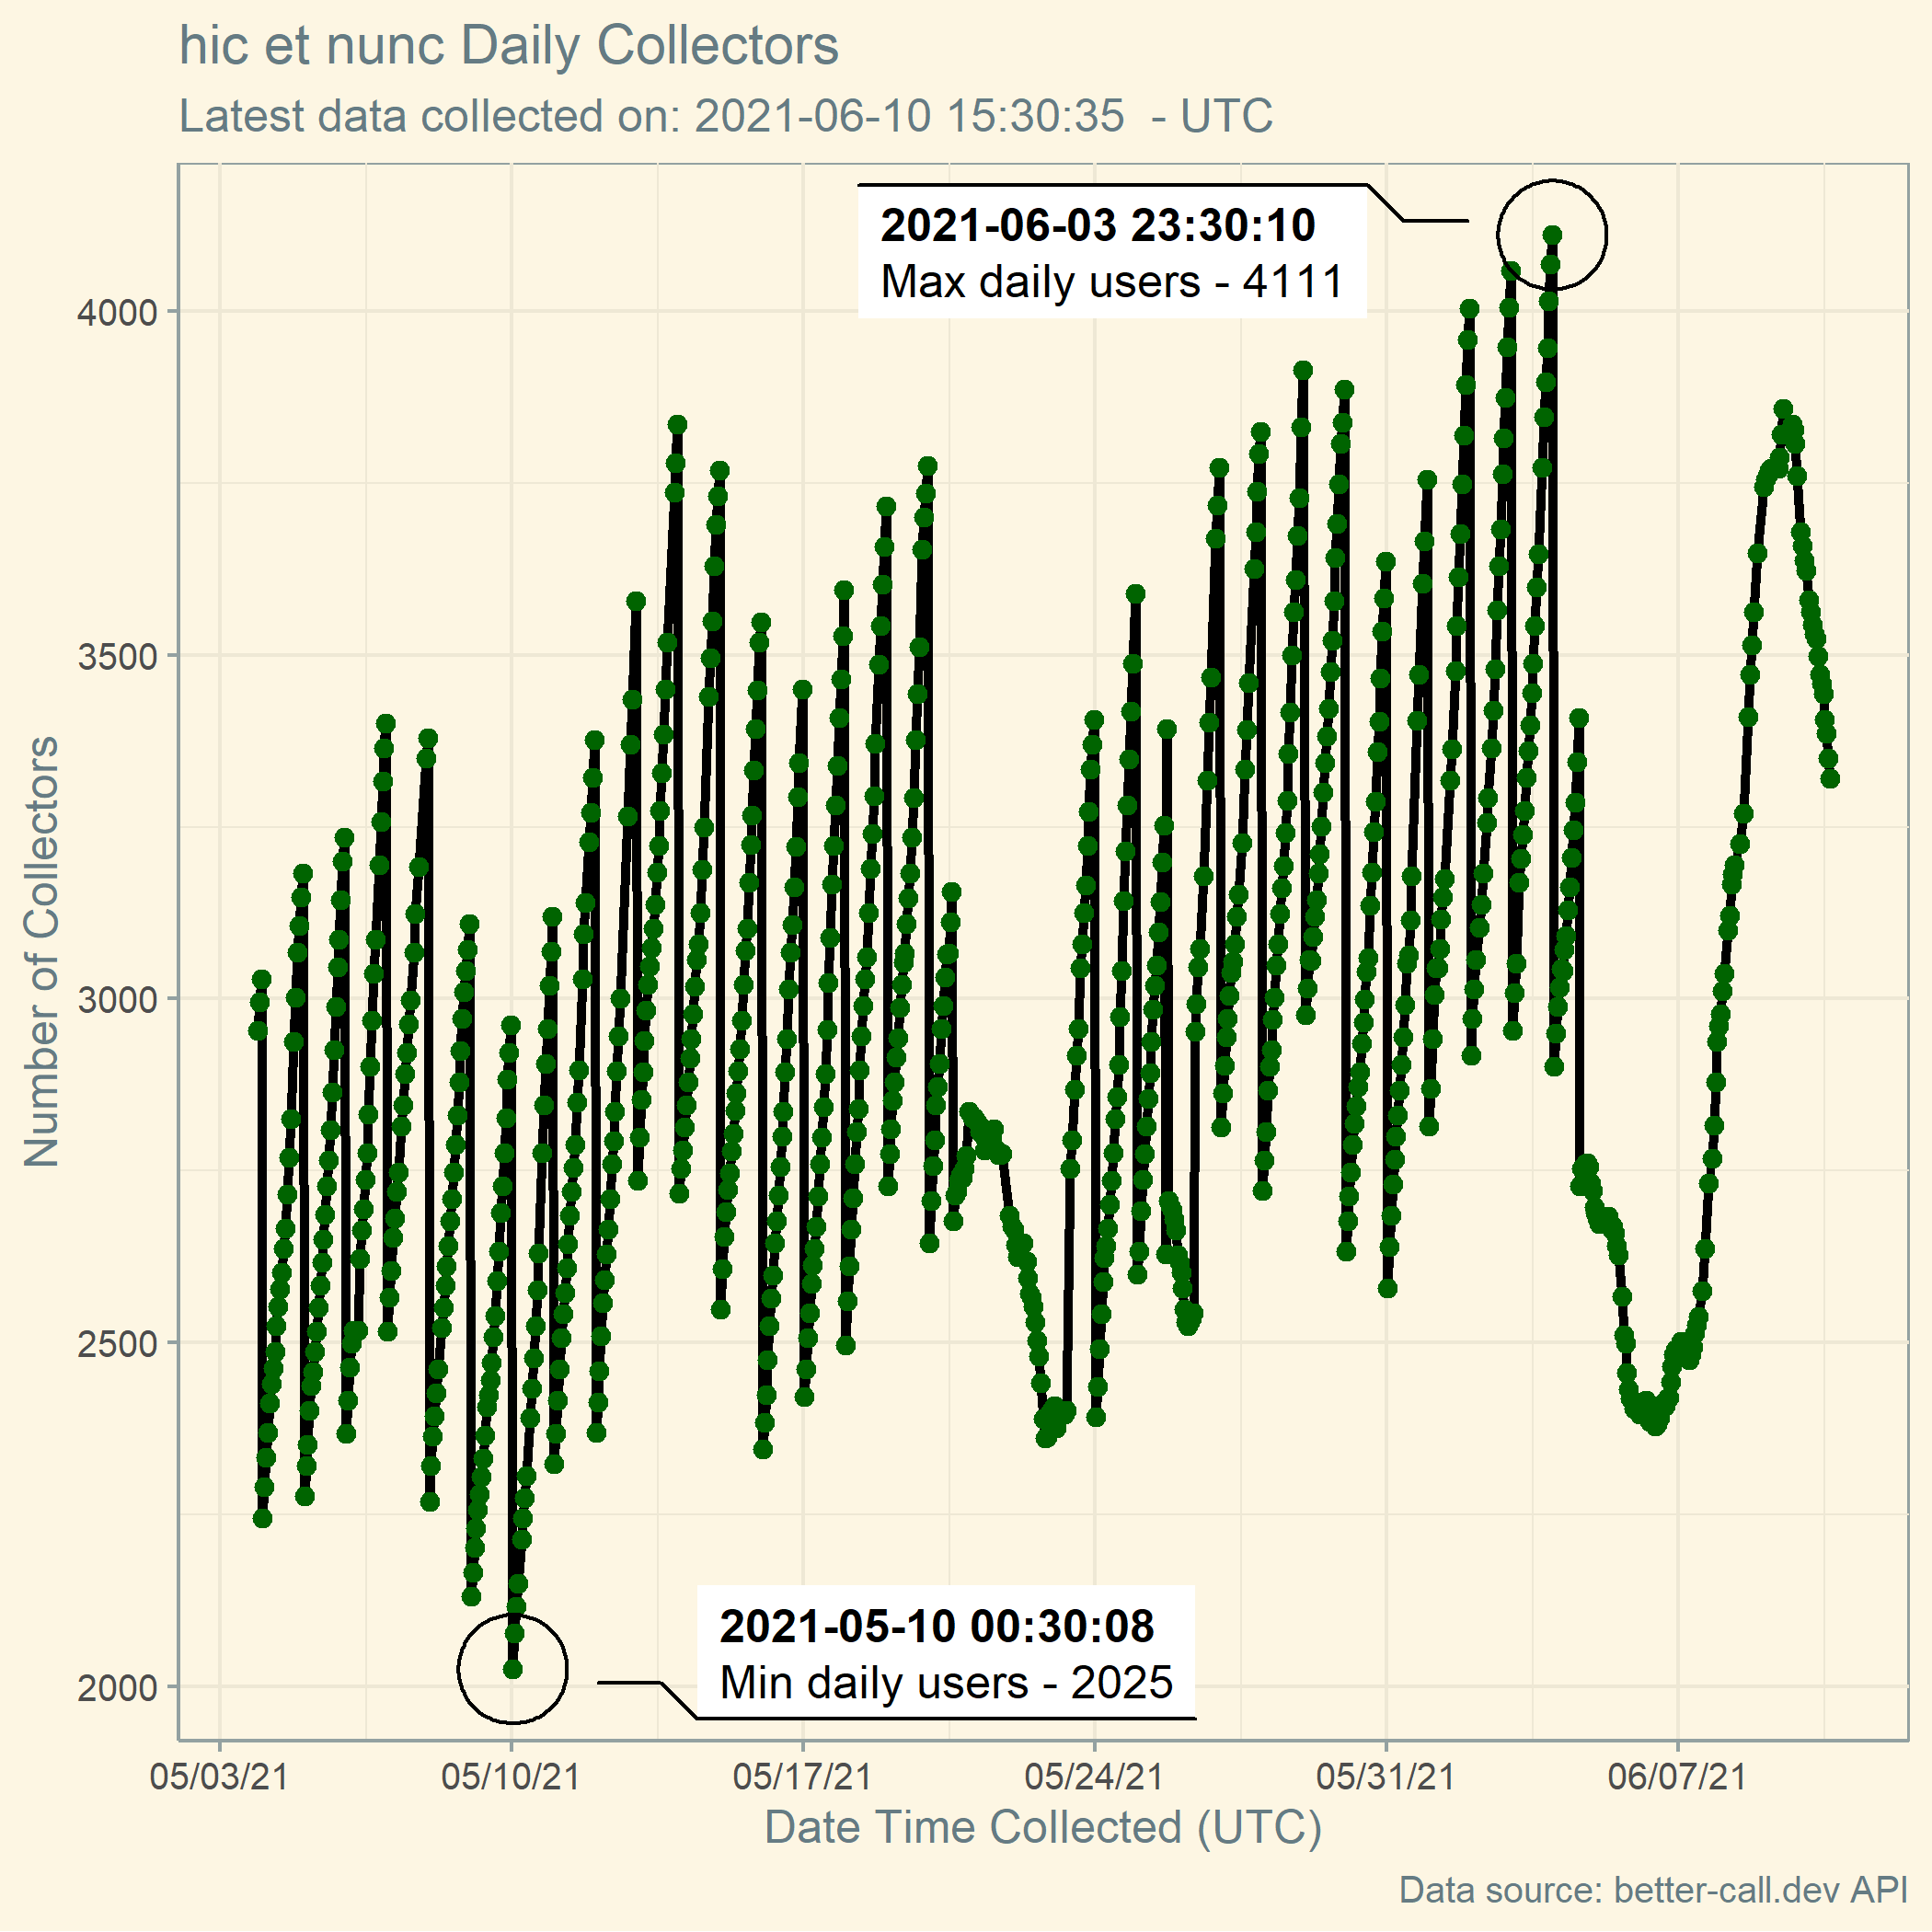 hic et nunc Daily Collectors
Latest data collected on: 2021-06-10 15:30:35  - UTC
2021-06-03 23:30:10
Max daily users - 4111
4000
3500
3000
2500
2000
Number of Collectors
2021-05-10 00:30:08
Min daily users - 2025
05/03/21 05/10/21 05/17/21 05/24/21 05/31/21 06/07/21
Date Time Collected (UTC)
Data source: better-call.dev API